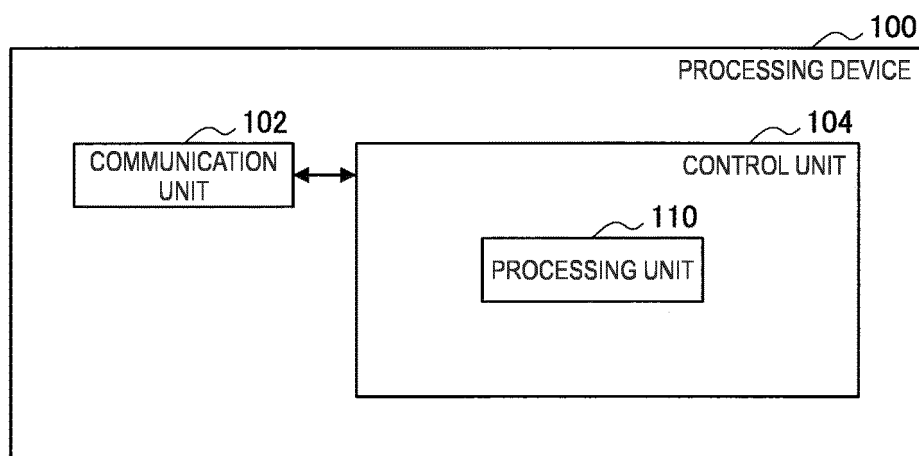 100
PROCESSING DEVICE
102
COMMUNICATION
UNIT
104
CONTROL UNIT
110
PROCESSING UNIT